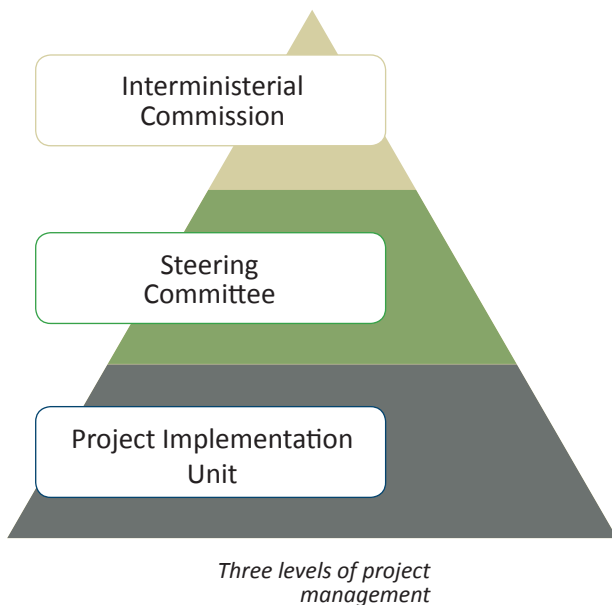 Interministerial
Commission
Steering
Committee
Project Implementation
Unit
Three levels of project
management